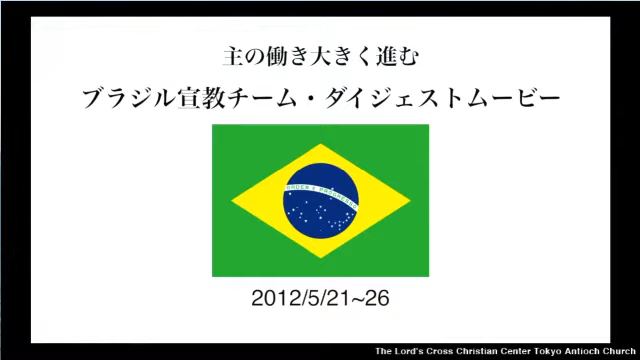 主の働き大きく進む
ブラジル宣教チーム・ダイジェストムービー
ORDEM E PROGRESSO
2012/5/21~26
The Lord's Cross Christian Center Tokyo Antioch Church